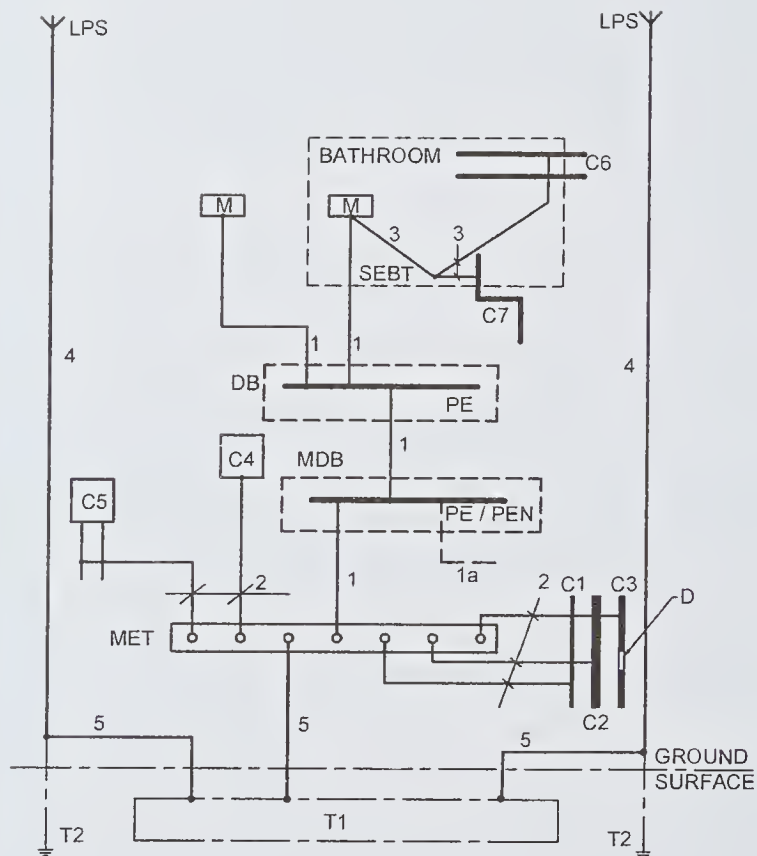 LPS LPS
BATHROOM
C6
M M
3 3
SEBT
C7
4 4
1 1
DB
PE
1
C4
MDB
C5
PE / PEN
2 1 1a 2 C1 C3
D
MET
C2
5 5 5
GROUND
SURFACE
T1
T2 T2